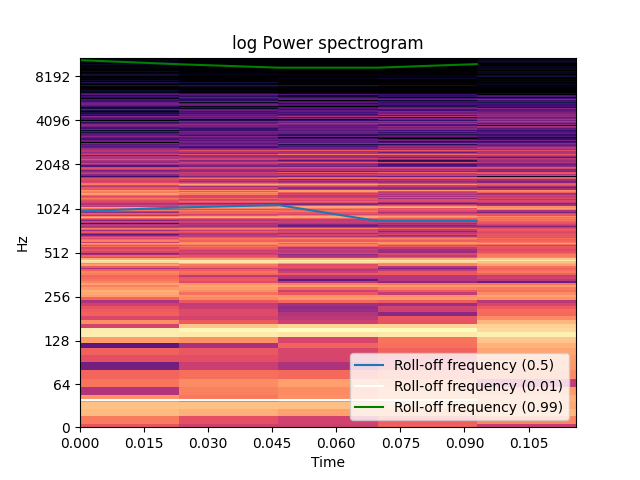 log Power spectrogram
Hz
8192
4096
2048
1024
512
256
128
64
0
Roll-off frequency (0.5)
Roll-off frequency (0.01)
Roll-off frequency (0.99)
0.000 0.015 0.030 0.045 0.060 0.075 0.090 0.105
Time